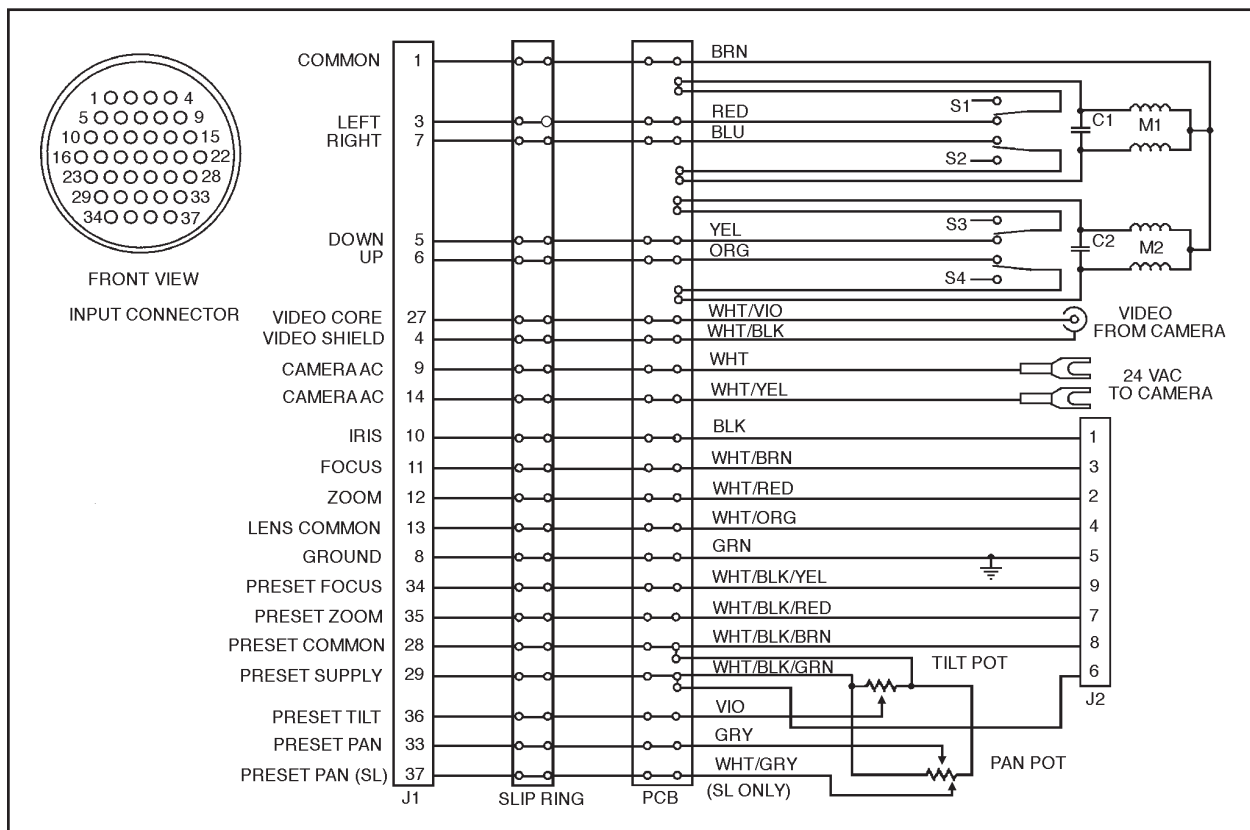 COMMON 1 BRN
LEFT 3 RED S1
RIGHT 7 BLU S2
C1 M1
DOWN 5 YEL S3
UP 6 ORG S4
C2 M2
VIDEO CORE 27 WHT/VIO
VIDEO SHIELD 4 WHT/BLK
VIDEO
FROM CAMERA
CAMERA AC 9 WHT
CAMERA AC 14 WHT/YEL
24 VAC
TO CAMERA
IRIS 10 BLK 1
FOCUS 11 WHT/BRN 3
ZOOM 12 WHT/RED 2
LENS COMMON 13 WHT/ORG 4
GROUND 8 GRN 5
PRESET FOCUS 34 WHT/BLK/YEL 9
PRESET ZOOM 35 WHT/BLK/RED 7
PRESET COMMON 28 WHT/BLK/BRN 8
PRESET SUPPLY 29 WHT/BLK/GRN TILT POT 6
J2
PRESET TILT 36 VIO
PRESET PAN 33 GRY
PAN POT
PRESET PAN (SL) 37 WHT/GRY
(SL ONLY)
J1 SLIP RING PCB
1 4
5 9
10 15
16 22
23 28
29 33
34 37
FRONT VIEW
INPUT CONNECTOR